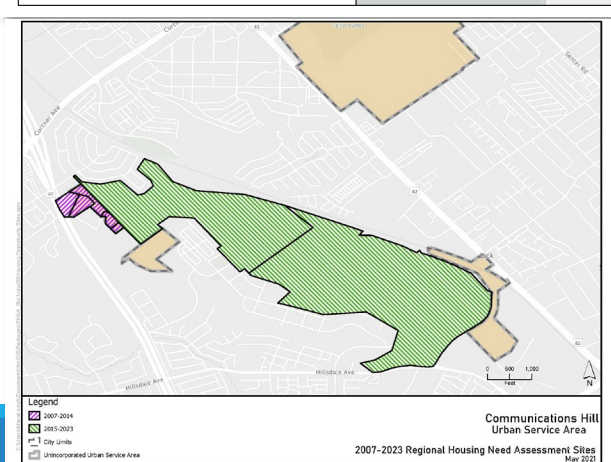 Curtner Ave
82
Senter Rd
87
82
Hillsdale Ave
Hillsdale Ave
82
0 500 1,000
Feet
N
Legend
2007-2014
2015-2023
City Limits
Unincorporated Urban Service Area
Communications Hill
Urban Service Area
2007-2023 Regional Housing Need Assessment Sites
May 2021